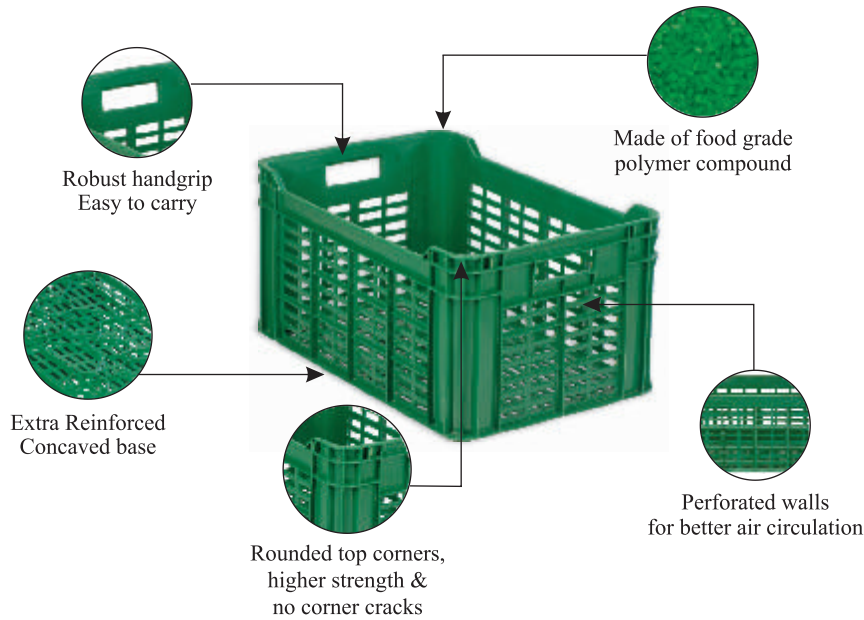 Made of food grade
polymer compound
Robust handgrip
Easy to carry
Extra Reinforced
Concaved base
Perforated walls
for better air circulation
Rounded top corners,
higher strength &
no corner cracks